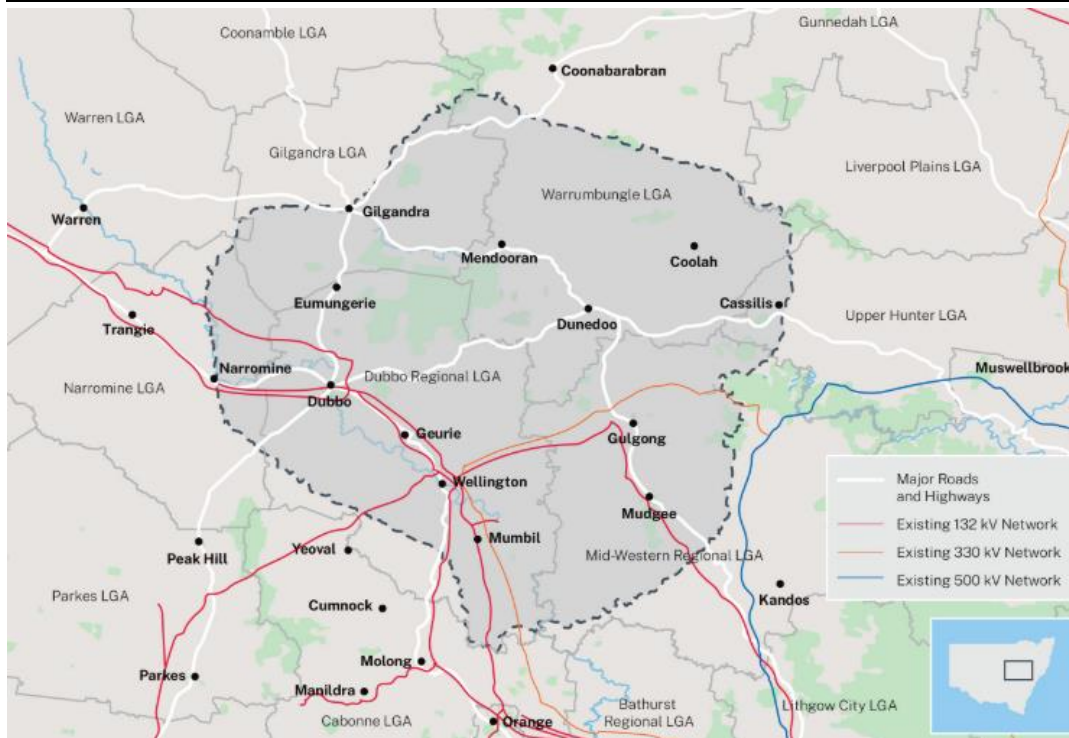 Gunnedah LGA
Coonamble LGA
Coonabarabran
Warren LGA
Gilgandra LGA
Liverpool Plains LGA
Warrumbungle LGA
Warren
Gilgandra
Mendooran
Coolah
Eumungerie
Cassilis
Trangie
Dunedoo
Upper Hunter LGA
Narromine
Narromine LGA
Dubbo Regional LGA
Muswellbrook
Dubbo
Geurie
Gulgong
Wellington
Major Roads
and Highways
Mudgee
Existing 132 kV Network
Mumbil
Yeoval
Peak Hill
Mid-Western Regional LGA
Existing 330 kV Network
Existing 500 kV Network
Parkes LGA
Kandos
Cumnock
Molong
Parkes
Manildra
Bathurst
Regional LGA
Lithgow City LGA
Cabonne LGA
Orange